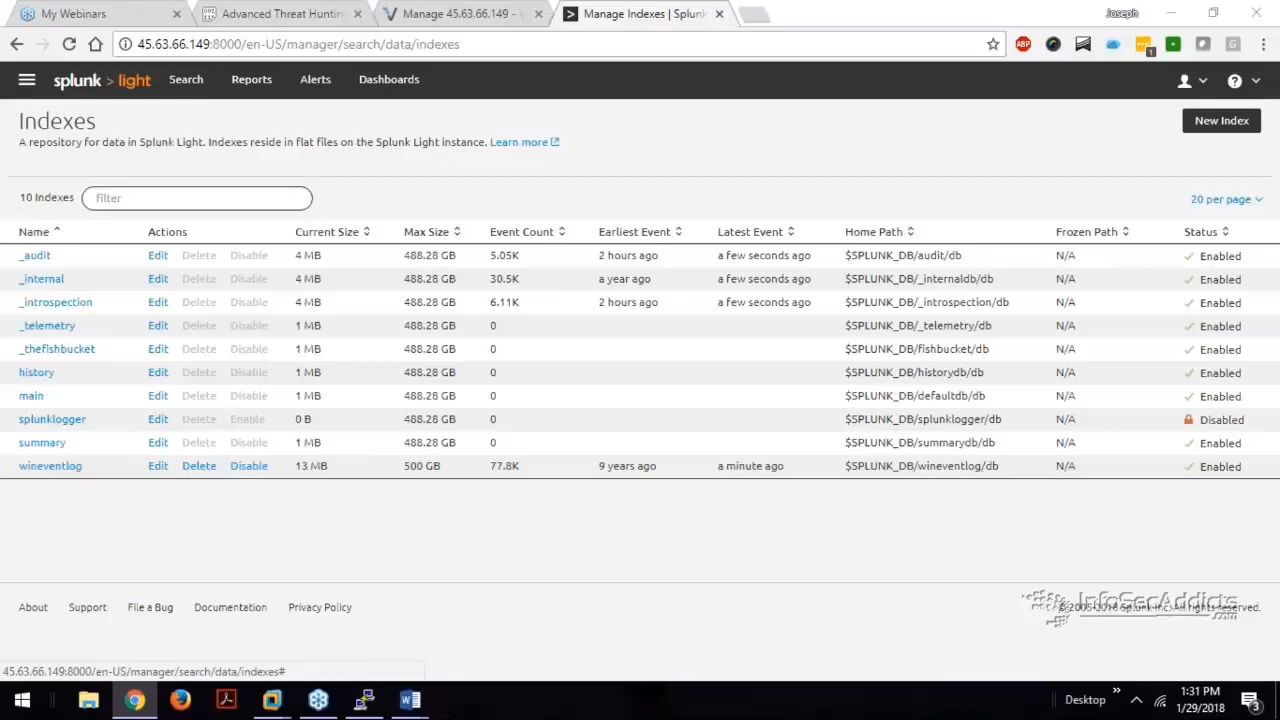 My Webinars
Advanced Threat Huntin
Manage 45.63.66.149 -
Manage Indexes | Splunk
Joseph
45.63.66.149:8000/en-US/manager/search/data/indexes
ABP
1
G
splunk > light Search Reports Alerts Dashboards
Indexes
New Index
A repository for data in Splunk Light. Indexes reside in flat files on the Splunk Light instance. Learn more
10 Indexes filter 20 per page
Name Actions Current Size Max Size Event Count Earliest Event Latest Event Home Path Frozen Path Status
_audit Edit Delete Disable 4 MB 488.28 GB 5.05K 2 hours ago a few seconds ago $SPLUNK_DB/audit/db N/A Enabled
_internal Edit Delete Disable 4 MB 488.28 GB 30.5K a year ago a few seconds ago $SPLUNK_DB/_internaldb/db N/A Enabled
_introspection Edit Delete Disable 4 MB 488.28 GB 6.11K 2 hours ago a few seconds ago $SPLUNK_DB/_introspection/db N/A Enabled
_telemetry Edit Delete Disable 1 MB 488.28 GB 0 $SPLUNK_DB/_telemetry/db N/A Enabled
_thefishbucket Edit Delete Disable 1 MB 488.28 GB 0 $SPLUNK_DB/fishbucket/db N/A Enabled
history Edit Delete Disable 1 MB 488.28 GB 0 $SPLUNK_DB/historydb/db N/A Enabled
main Edit Delete Disable 1 MB 488.28 GB 0 $SPLUNK_DB/defaultdb/db N/A Enabled
splunklogger Edit Delete Enable 0 B 488.28 GB 0 $SPLUNK_DB/splunklogger/db N/A Disabled
summary Edit Delete Disable 1 MB 488.28 GB 0 $SPLUNK_DB/summarydb/db N/A Enabled
wineventlog Edit Delete Disable 13 MB 500 GB 77.8K 9 years ago a minute ago $SPLUNK_DB/wineventlog/db N/A Enabled
About Support File a Bug Documentation Privacy Policy
© 2005-2018 Splunk Inc. All rights reserved.
InfoSecAddicts
.com
45.63.66.149:8000/en-US/manager/search/data/indexes#
Desktop
1:31 PM
1/29/2018
3